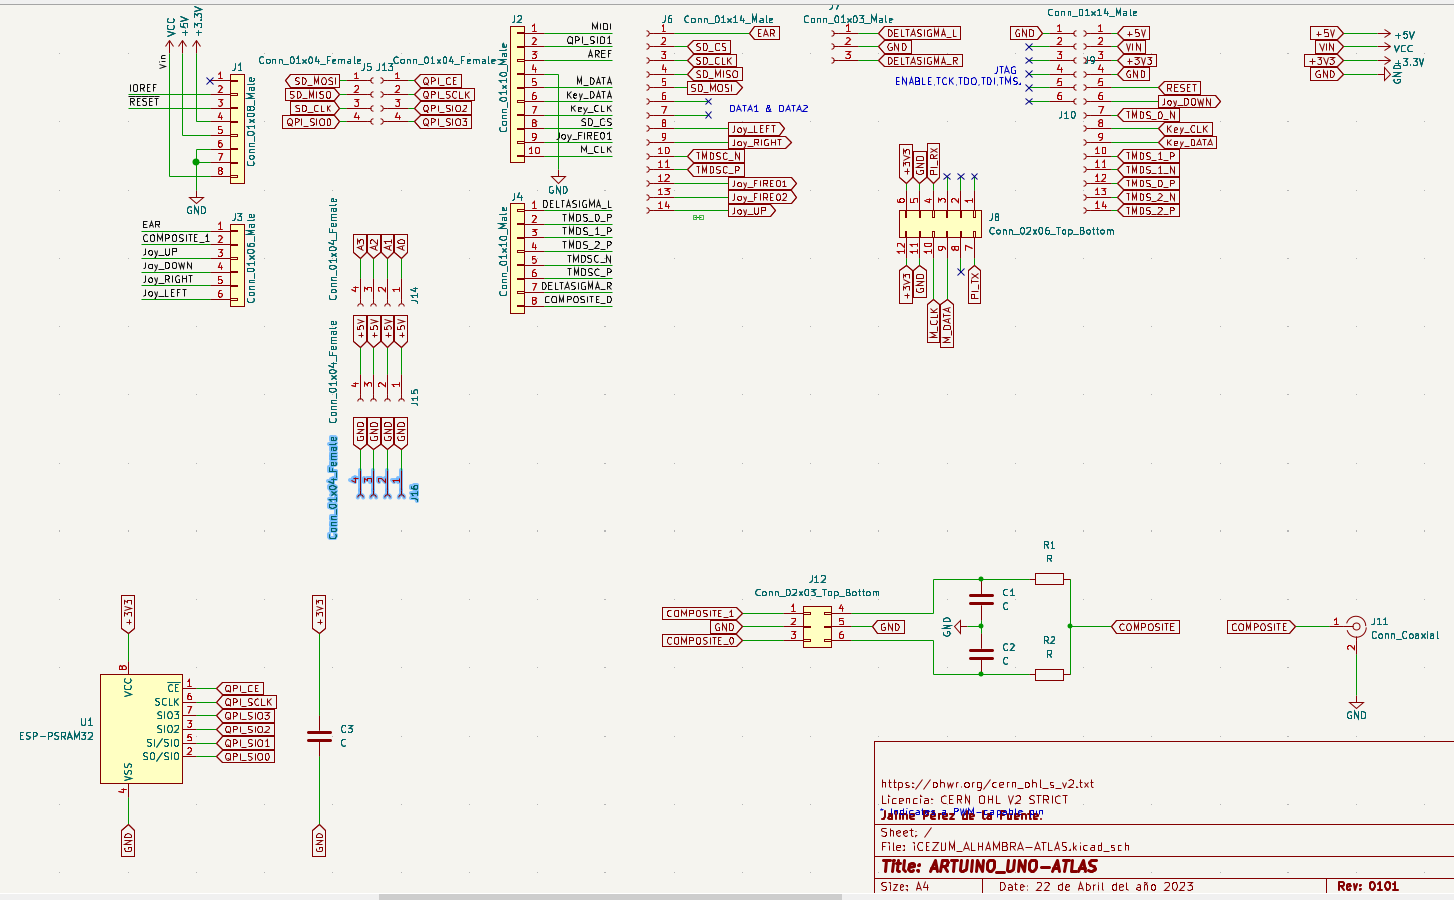 VCC
+5V
+3.3V
Vin
J1
Conn_01x08_Male
1
IOREF 2
RESET 3
4
5
6
7
8
GND
J3
Conn_01x06_Male
EAR 1
COMPOSITE_1 2
Joy_UP 3
Joy_DOWN 4
Joy_RIGHT 5
Joy_LEFT 6
Conn_01x04_Female J5 J13 Conn_01x04_Female
SD_MOSI 1 1 QPI_CE
SD_MISO 2 2 QPI_SCLK
SD_CLK 3 3 QPI_SIO2
QPI_SIO0 4 4 QPI_SIO3
Conn_01x04_Female
A3 A2 A1 A0
4 3 2 1
J14
Conn_01x04_Female
+5V +5V +5V +5V
4 3 2 1
J15
Conn_01x04_Female
GND GND GND GND
4 3 2 1
J16
J2
Conn_01x10_Male
1 MIDI
2 QPI_SIO1
3 AREF
4
5 M_DATA
6 Key_DATA
7 Key_CLK
8 SD_CS
9 Joy_FIRE01
10 M_CLK
GND
J4
Conn_01x10_Male
1 DELTASIGMA_L
2 TMDS_0_P
3 TMDS_1_P
4 TMDS_2_P
5 TMDSC_N
6 TMDSC_P
7 DELTASIGMA_R
8 COMPOSITE_0
J6 Conn_01x14_Male
1 EAR
2 SD_CS
3 SD_CLK
4 SD_MISO
5 SD_MOSI
6
7
DATA1 & DATA2
8 Joy_LEFT
9 Joy_RIGHT
10 TMDSC_N
11 TMDSC_P
12 Joy_FIRE01
13 Joy_FIRE02
14 Joy_UP
J7
Conn_01x03_Male
1 DELTASIGMA_L
2 GND
3 DELTASIGMA_R
Conn_01x14_Male
GND 1
2
3
4
5
6
J9
JTAG
ENABLE,TCK,TDO,TDI,TMS.
J10
1 +5V
2 VIN
3 +3V3
4 GND
5 RESET
6 Joy_DOWN
7 TMDS_0_N
8 Key_CLK
9 Key_DATA
10 TMDS_1_P
11 TMDS_1_N
12 TMDS_0_P
13 TMDS_2_N
14 TMDS_2_P
+5V +5V
VIN VCC
+3V3 +3.3V
GND GND
+3V3 GND PI_RX
6 5 4 3 2 1
J8
Conn_02x06_Top_Bottom
12 11 10 9 8 7
+3V3 GND PI_TX
M_CLK M_DATA
J12
Conn_02x03_Top_Bottom
COMPOSITE_1 1 4
GND 2 5 GND
COMPOSITE_0 3 6
R1
R
C1
C
GND
C2
C
R2
R
COMPOSITE
COMPOSITE 1 J11
Conn_Coaxial
2
GND
+3V3
8
VCC
U1
ESP-PSRAM32
CE 1 QPI_CE
SCLK 6 QPI_SCLK
SIO3 7 QPI_SIO3
SIO2 3 QPI_SIO2
SI/SIO 5 QPI_SIO1
SO/SIO 2 QPI_SIO0
VSS
4
GND
+3V3
C3
C
GND
https://ohwr.org/cern_ohl_s_v2.txt
Licencia: CERN OHL V2 STRICT
* Indicates a PWM-capable pin
Jaime Pérez de la Fuente.
Sheet: /
File: iCEZUM_ALHAMBRA-ATLAS.kicad_sch
Title: ARTUINO_UNO-ATLAS
Size: A4 Date: 22 de Abril del año 2023 Rev: 0101